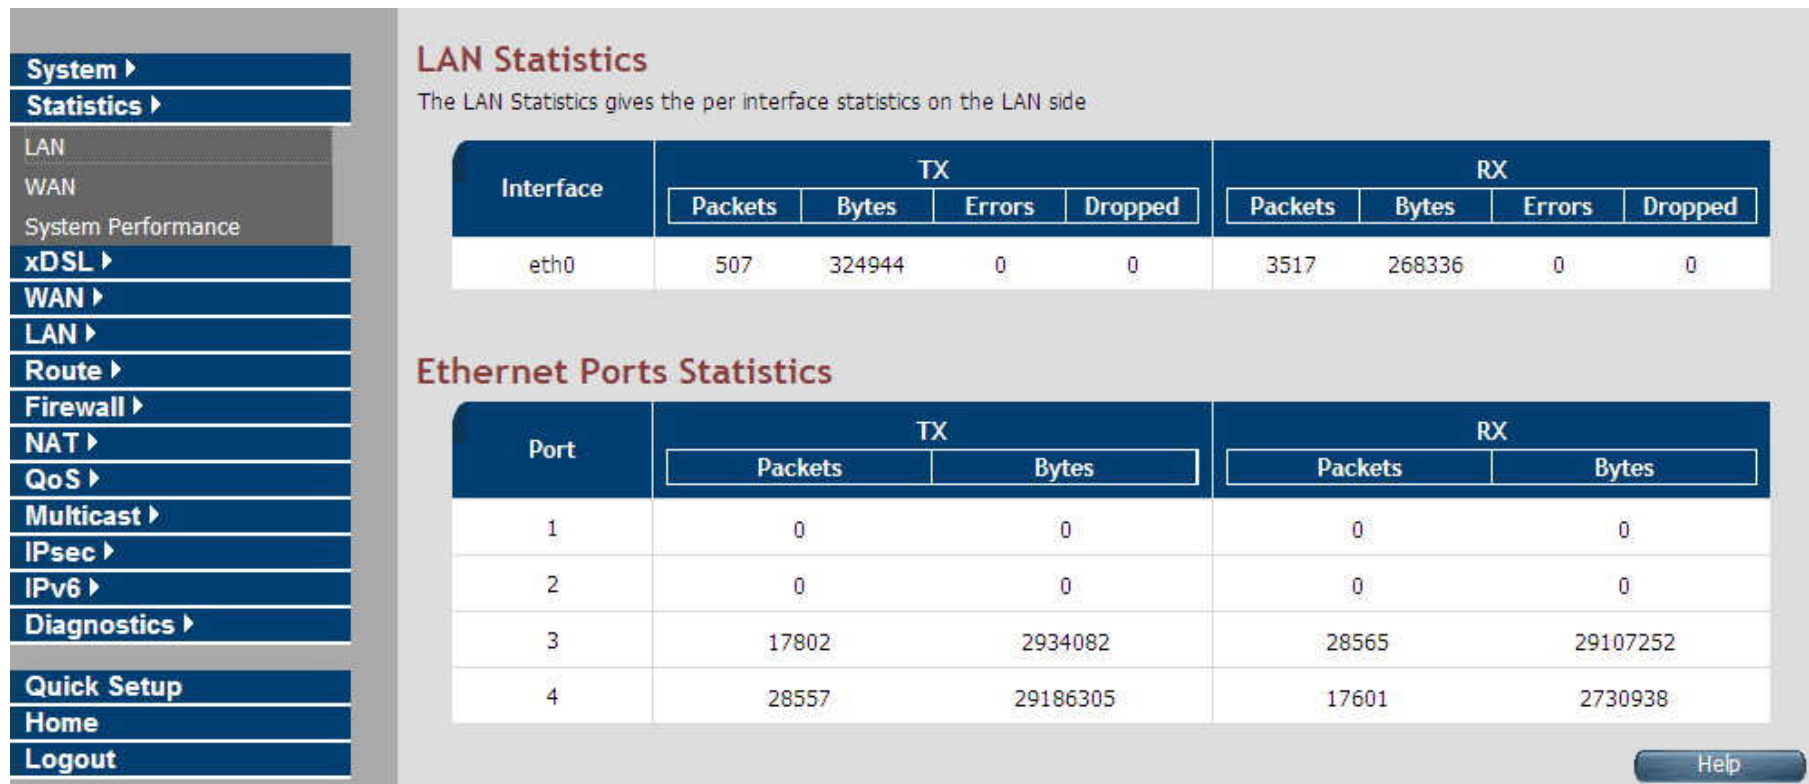 System
Statistics
LAN
WAN
System Performance
xDSL
WAN
LAN
Route
Firewall
NAT
QoS
Multicast
IPsec
IPv6
Diagnostics
Quick Setup
Home
Logout
LAN Statistics
The LAN Statistics gives the per interface statistics on the LAN side
Interface TX RX
Packets Bytes Errors Dropped Packets Bytes Errors Dropped
eth0 507 324944 0 0 3517 268336 0 0
Ethernet Ports Statistics
Port TX RX
Packets Bytes Packets Bytes
1 0 0 0 0
2 0 0 0 0
3 17802 2934082 28565 29107252
4 28557 29186305 17601 2730938
Help